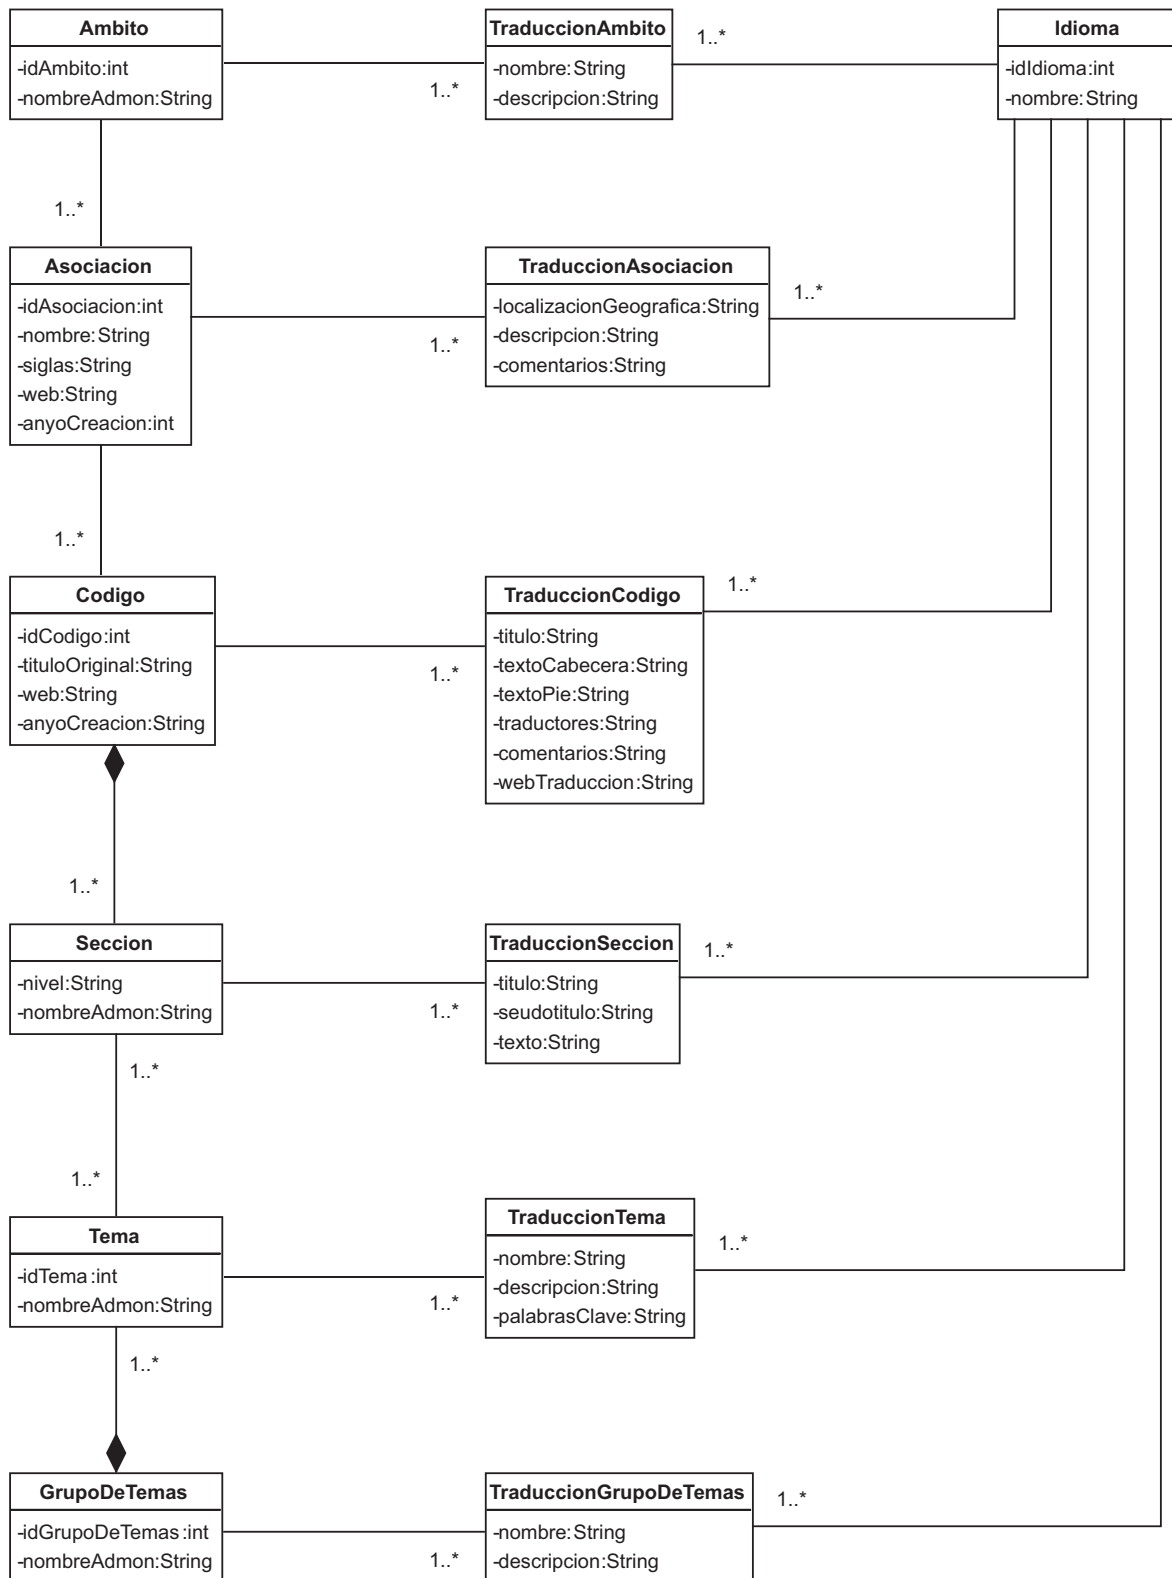 Ambito
-idAmbito:int
-nombreAdmon:String
1..*
TraduccionAmbito
-nombre:String
-descripcion:String
1..*
Idioma
-idIdioma:int
-nombre:String
1..*
Asociacion
-idAsociacion:int
-nombre:String
-siglas:String
-web:String
-anyoCreacion:int
1..*
TraduccionAsociacion
-localizacionGeografica:String
-descripcion:String
-comentarios:String
1..*
1..*
Codigo
-idCodigo:int
-tituloOriginal:String
-web:String
-anyoCreacion:String
1..*
TraduccionCodigo
-titulo:String
-textoCabecera:String
-textoPie:String
-traductores:String
-comentarios:String
-webTraduccion:String
1..*
1..*
Seccion
-nivel:String
-nombreAdmon:String
1..*
TraduccionSeccion
-titulo:String
-seudotitulo:String
-texto:String
1..*
1..*
1..*
Tema
-idTema:int
-nombreAdmon:String
1..*
TraduccionTema
-nombre:String
-descripcion:String
-palabrasClave:String
1..*
1..*
GrupoDeTemas
-idGrupoDeTemas:int
-nombreAdmon:String
1..*
TraduccionGrupoDeTemas
-nombre:String
-descripcion:String
1..*